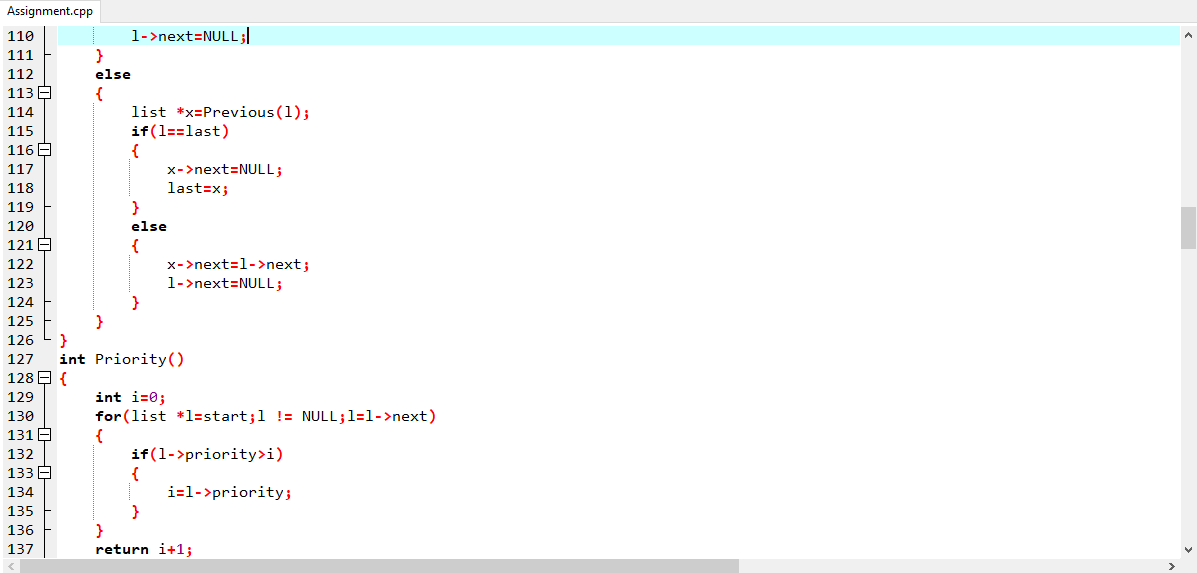 Assignment.cpp
110 l->next=NULL;
111 }
112 else
113 {
114 list *x=Previous(l);
115 if(l==last)
116 {
117 x->next=NULL;
118 last=x;
119 }
120 else
121 {
122 x->next=l->next;
123 l->next=NULL;
124 }
125 }
126 }
127 int Priority()
128 {
129 int i=0;
130 for(list *l=start;l != NULL;l=l->next)
131 {
132 if(l->priority>i)
133 {
134 i=l->priority;
135 }
136 }
137 return i+1;